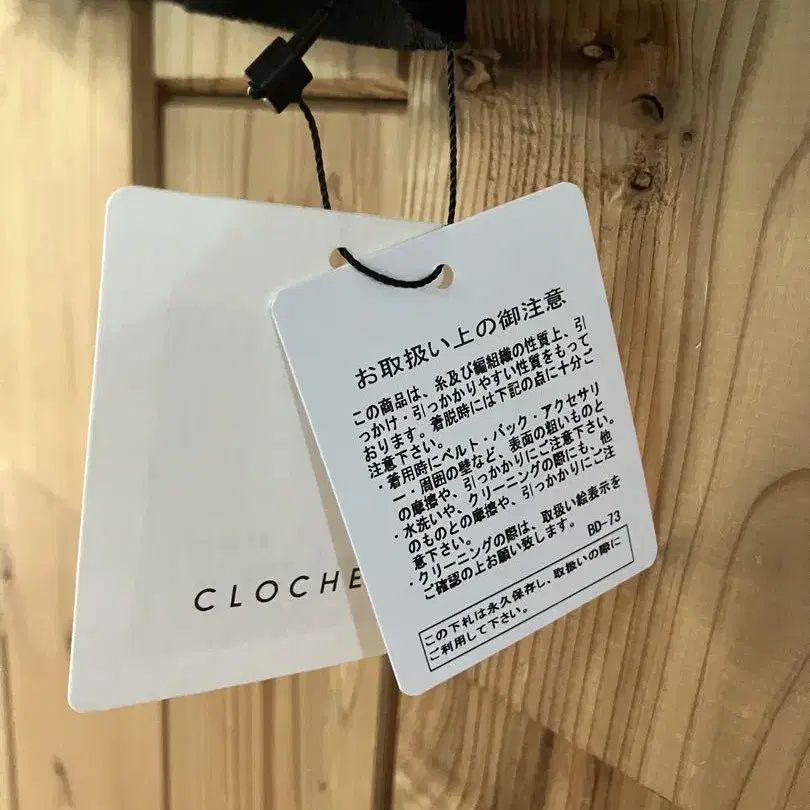 CLOCHE
お取扱い上の御注意
この商品は、糸及び編組織の性質上、引
っかけ・引っかかりやすい性質をもって
おります。着脱時には下記の点に十分ご
注意下さい。
・着用時にベルト・バック・アクセサリ
ー・周囲の壁など、表面の粗いものと
の摩擦や、引っかかりにご注意下さい。
・水洗いや、クリーニングの際にも、他
のものとの摩擦や、引っかかりにご注
意下さい。
・クリーニングの際は、取扱い絵表示を
ご確認の上お願い致します。 BD-73
この下札は永久保存し、取扱いの際に
ご利用して下さい。